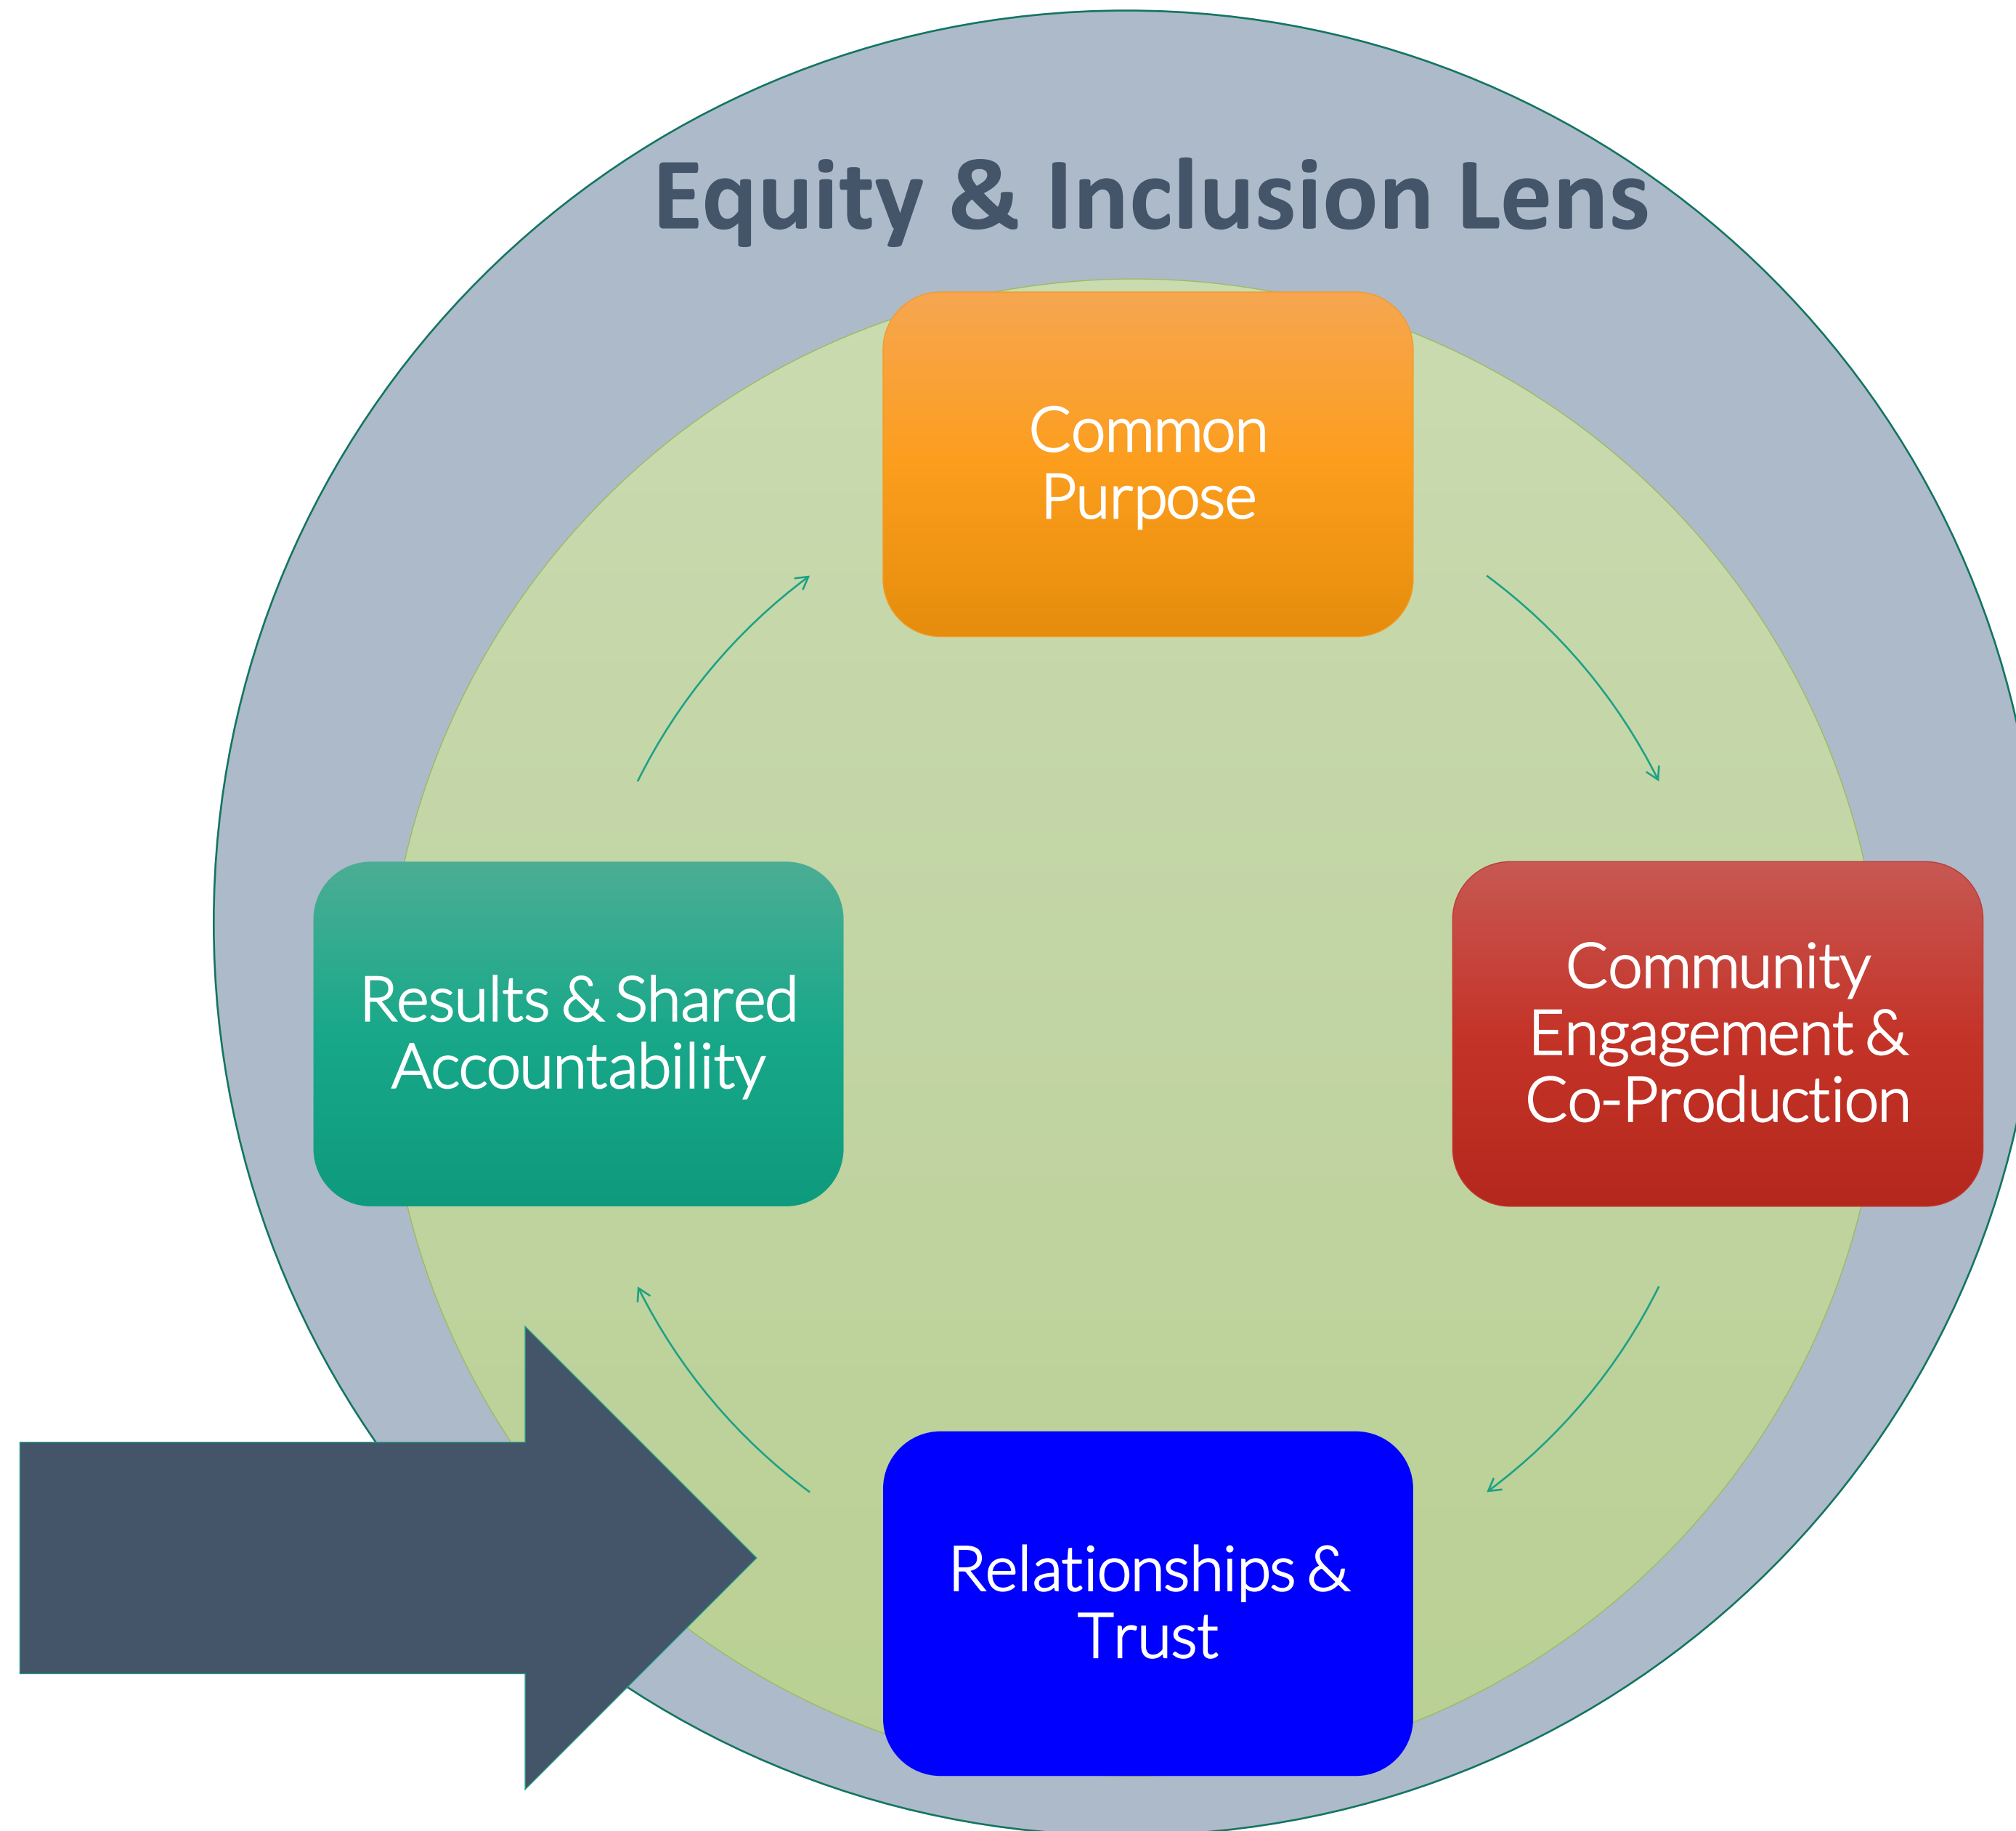 Equity & Inclusion Lens
Common
Purpose
Results & Shared
Accountability
Community
Engagement &
Co-Production
Relationships &
Trust